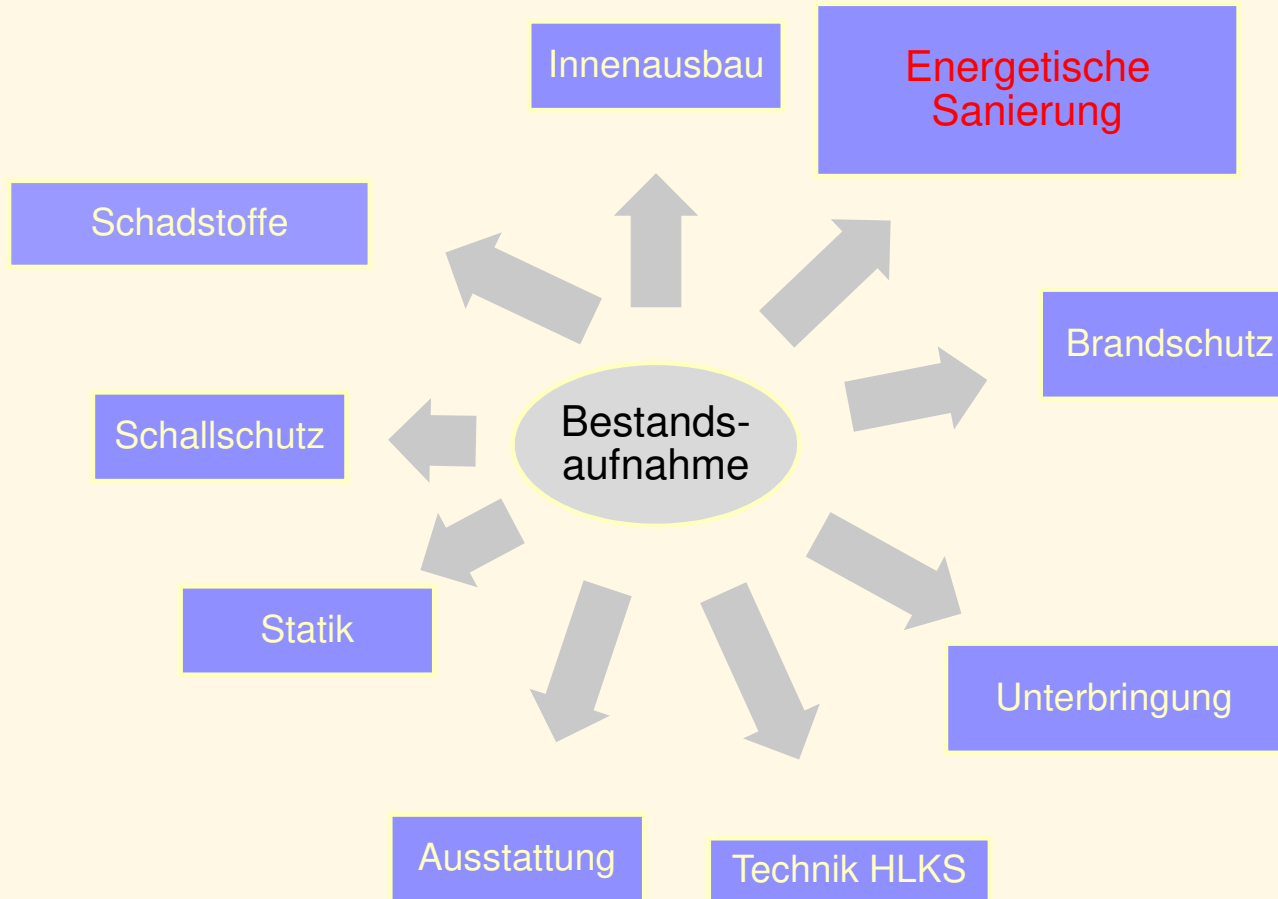 Innenausbau
Energetische
Sanierung
Schadstoffe
Brandschutz
Schallschutz
Bestands-
aufnahme
Statik
Unterbringung
Ausstattung
Technik HLKS